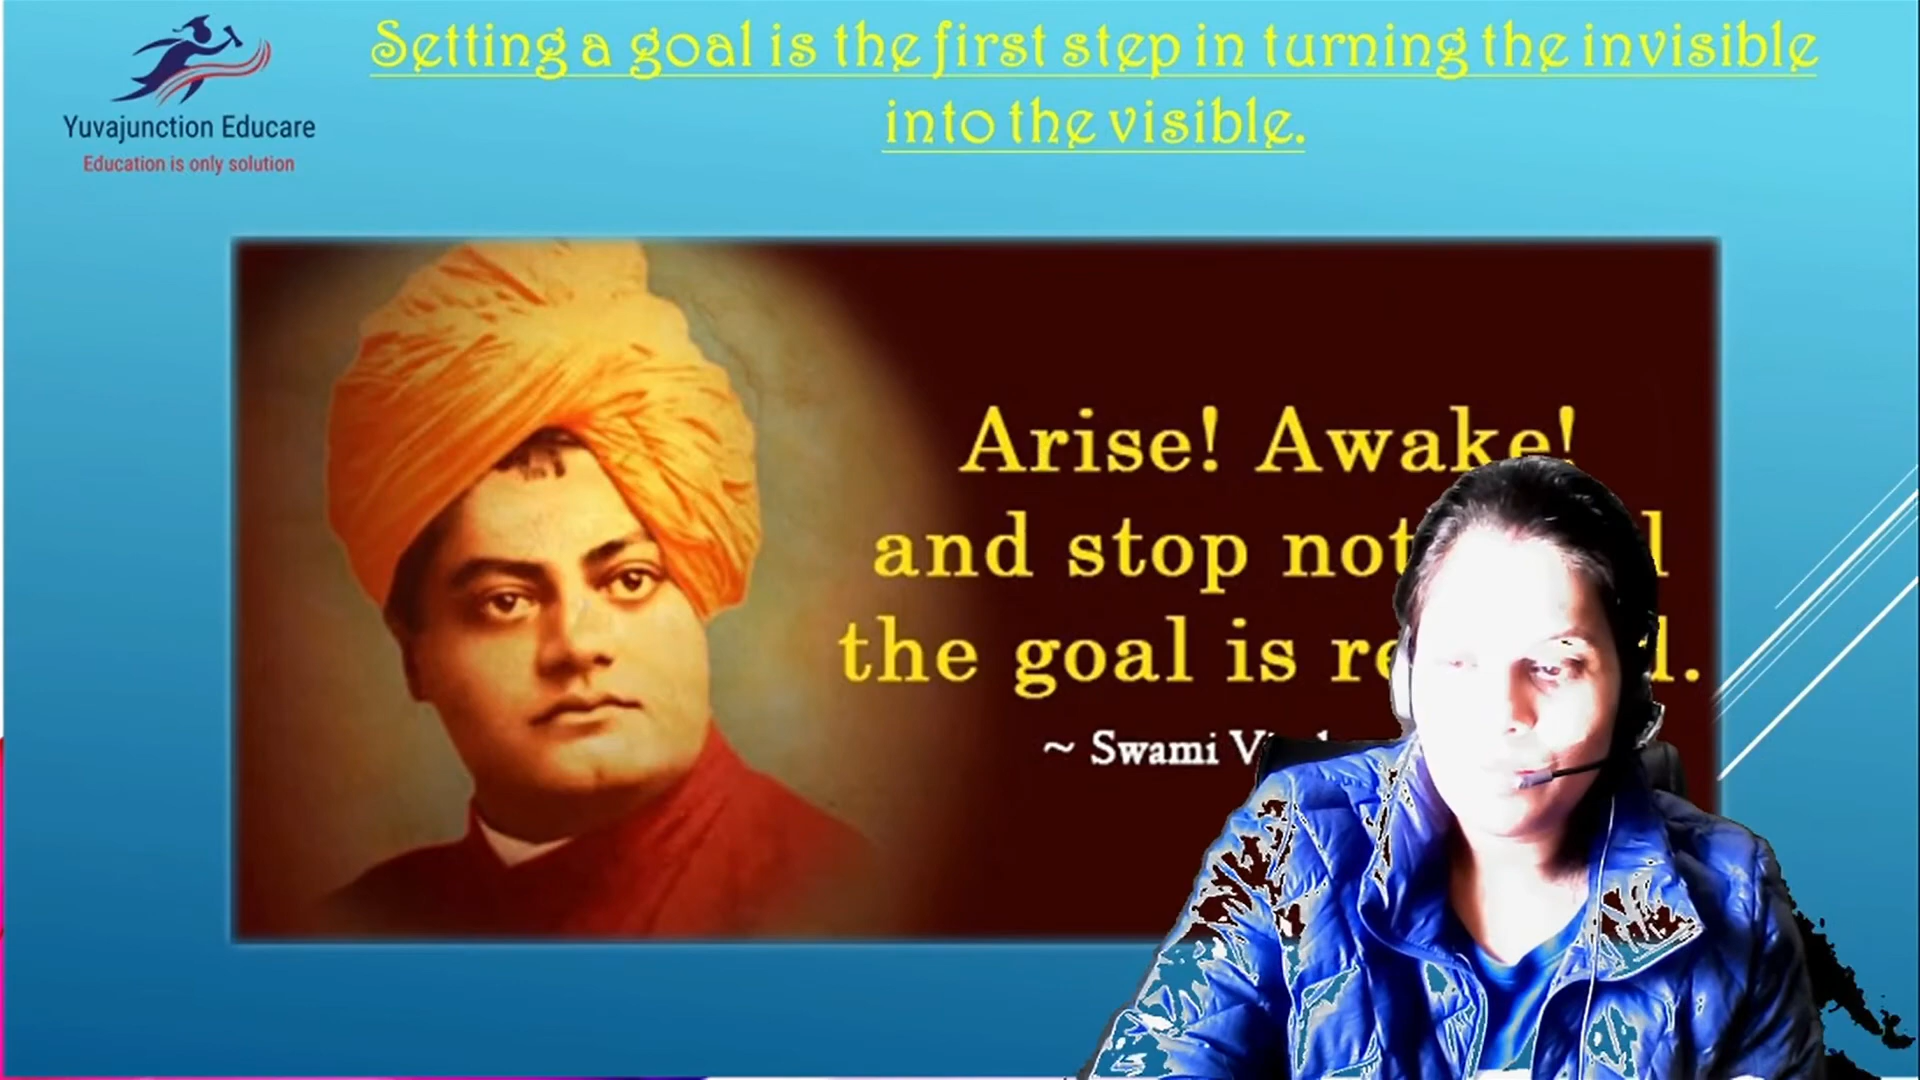 Setting a goal is the first step in turning the invisible
into the visible.
Yuvajunction Educare
Education is only solution
Arise! Awake!
and stop not
the goal is
~ Swami